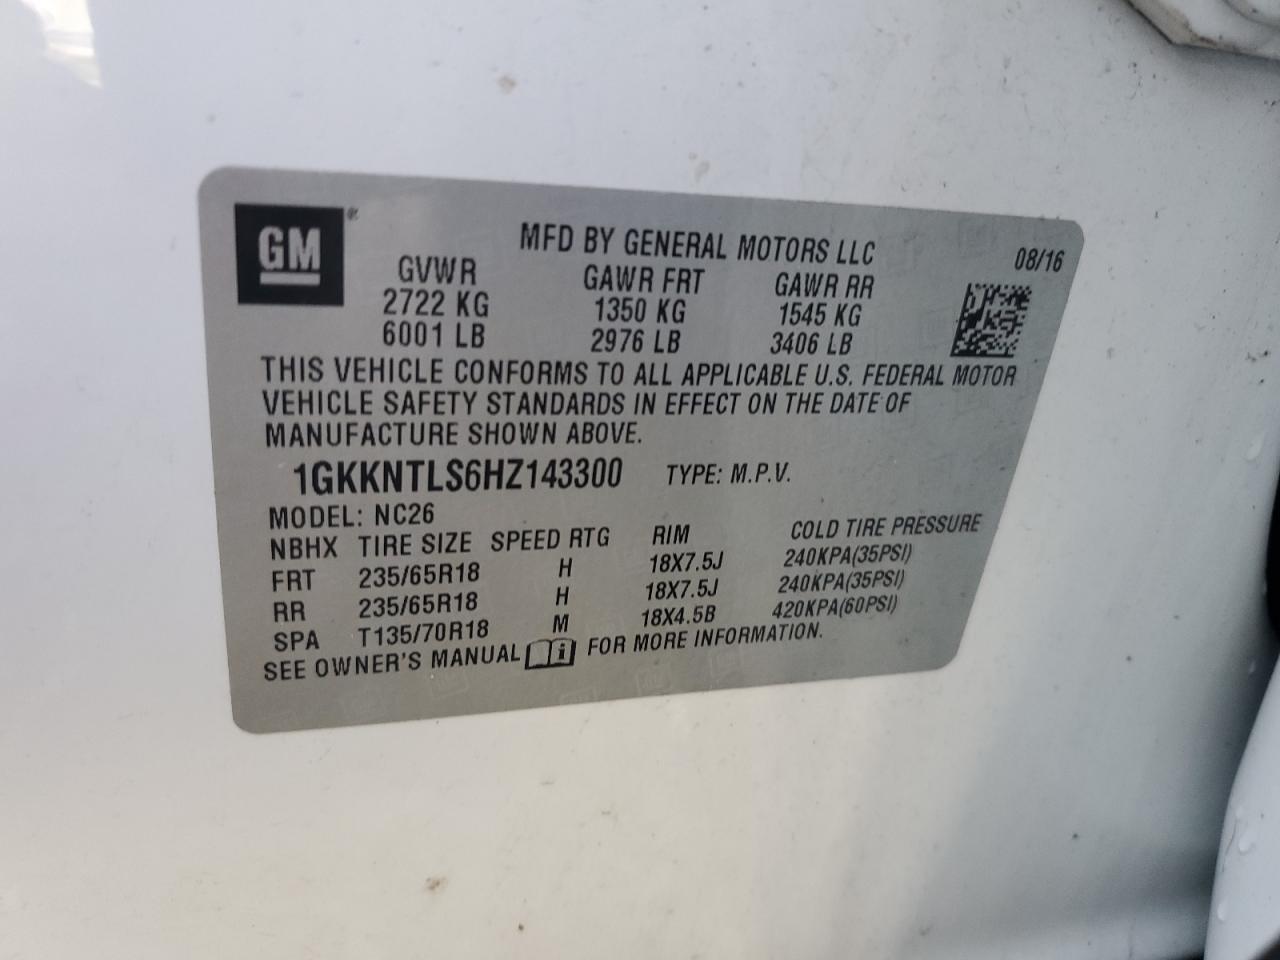 GM ®
MFD BY GENERAL MOTORS LLC 08/16
GVWR GAWR FRT GAWR RR
2722 KG 1350 KG 1545 KG
6001 LB 2976 LB 3406 LB
THIS VEHICLE CONFORMS TO ALL APPLICABLE U.S. FEDERAL MOTOR
VEHICLE SAFETY STANDARDS IN EFFECT ON THE DATE OF
MANUFACTURE SHOWN ABOVE.
1GKKNTLS6HZ143300 TYPE: M.P.V.
MODEL: NC26
NBHX TIRE SIZE SPEED RTG RIM COLD TIRE PRESSURE
FRT 235/65R18 H 18X7.5J 240KPA(35PSI)
RR 235/65R18 H 18X7.5J 240KPA(35PSI)
SPA T135/70R18 M 18X4.5B 420KPA(60PSI)
SEE OWNER'S MANUAL i FOR MORE INFORMATION.